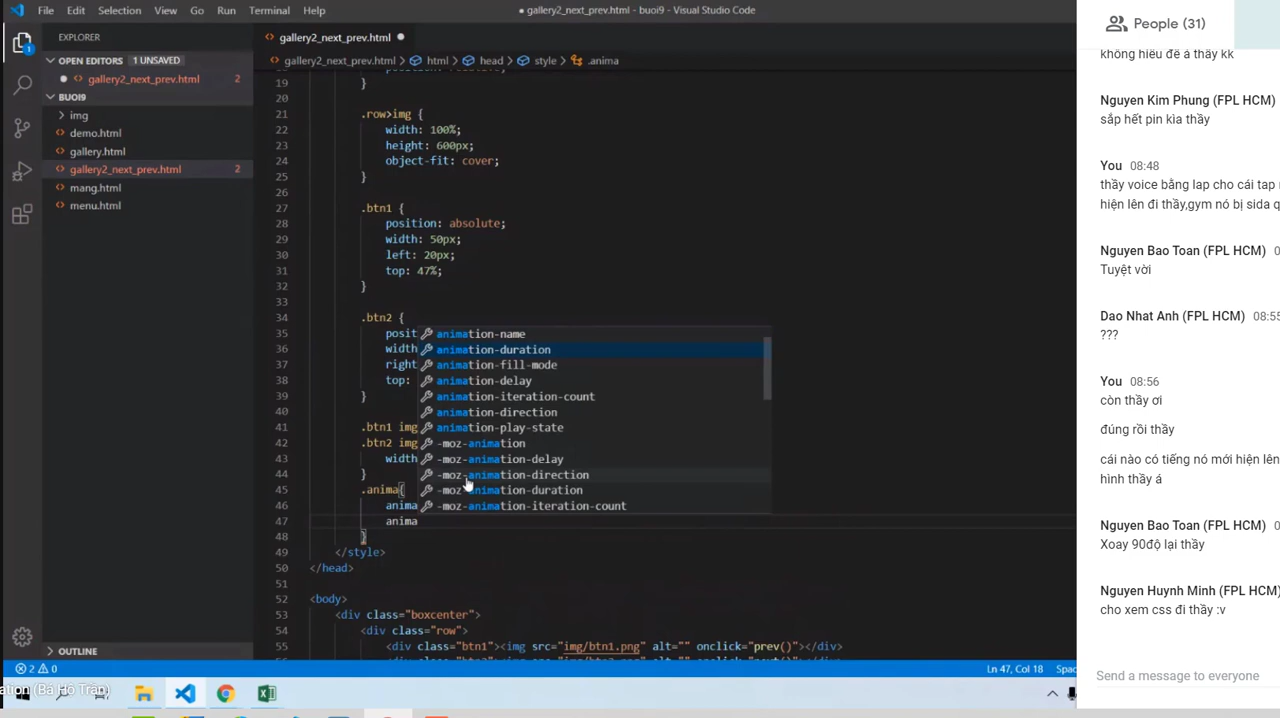 File Edit Selection View Go Run Terminal Help
● gallery2_next_prev.html - buoi9 - Visual Studio Code
EXPLORER
OPEN EDITORS 1 UNSAVED
gallery2_next_prev.html 2
BUOI9
img
demo.html
gallery.html
gallery2_next_prev.html 2
mang.html
menu.html
OUTLINE
gallery2_next_prev.html ●
gallery2_next_prev.html > html > head > style > .anima
19 }
20
21 .row>img {
22 width: 100%;
23 height: 600px;
24 object-fit: cover;
25 }
26
27 .btn1 {
28 position: absolute;
29 width: 50px;
30 left: 20px;
31 top: 47%;
32 }
33
34 .btn2 {
35 posit
36 width
37 right
38 top:
39 }
40
41 .btn1 img
42 .btn2 img
43 width
44 }
45 .anima{
46 anima
47 anima
48 }
49 </style>
50 </head>
51
52 <body>
53 <div class="boxcenter">
54 <div class="row">
55 <div class="btn1"><img src="img/btn1.png" alt="" onclick="prev()"></div>
animation-name
animation-duration
animation-fill-mode
animation-delay
animation-iteration-count
animation-direction
animation-play-state
-moz-animation
-moz-animation-delay
-moz-animation-direction
-moz-animation-duration
-moz-animation-iteration-count
2 0
Ln 47, Col 18 Spac
ation (Ba Ho Tran)
People (31)
không hiểu đề á thầy kk
Nguyen Kim Phung (FPL HCM)
sắp hết pin kìa thầy
You 08:48
thầy voice bằng lap cho cái tap
hiện lên đi thầy,gym nó bị sida q
Nguyen Bao Toan (FPL HCM) 0
Tuyệt vời
Dao Nhat Anh (FPL HCM) 08:55
???
You 08:56
còn thầy ơi
đúng rồi thầy
cái nào có tiếng nó mới hiện lên
hình thầy á
Nguyen Bao Toan (FPL HCM) 0
Xoay 90độ lại thầy
Nguyen Huynh Minh (FPL HCM)
cho xem css đi thầy :v
Send a message to everyone